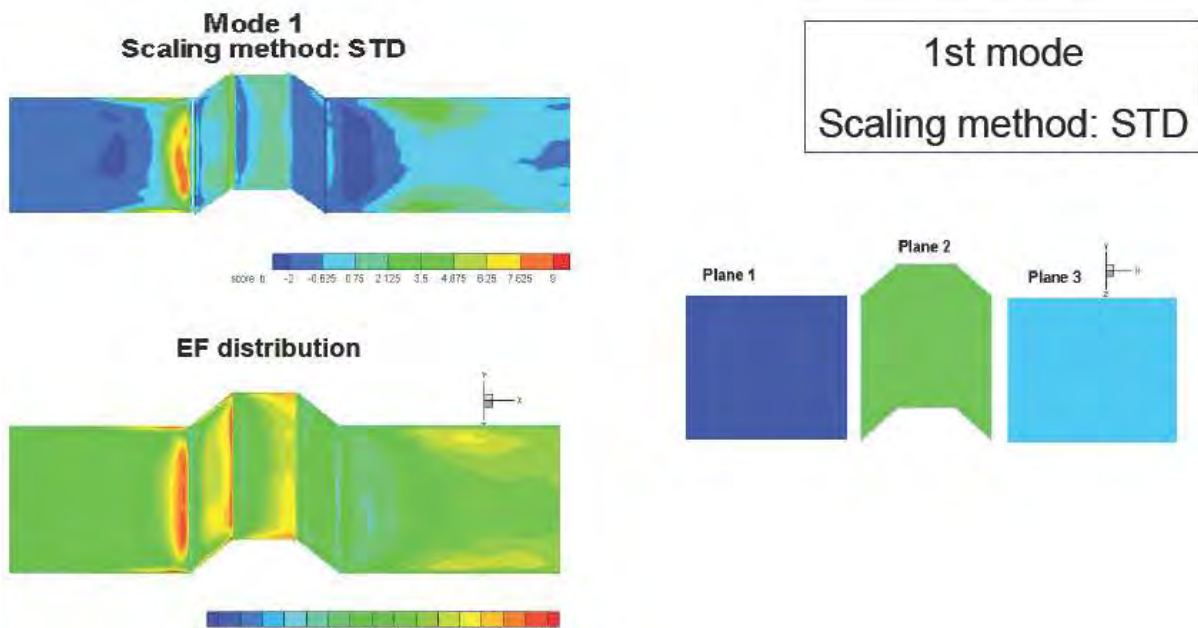 Mode 1
Scaling method: STD
score b: -2 -0.625 0.75 2.125 3.5 4.875 6.25 7.625 9
EF distribution
Y
X
1st mode
Scaling method: STD
Plane 1
Plane 2
Plane 3
Y
Z